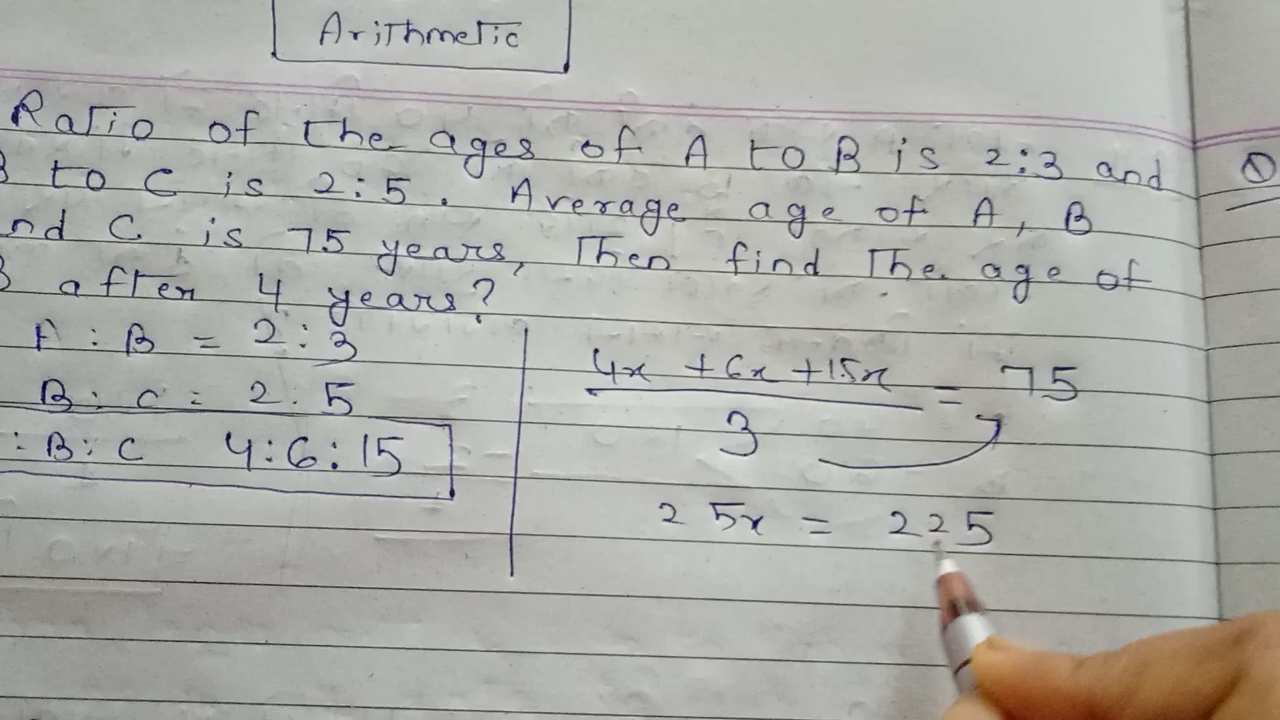 Arithmetic
Ratio of the ages of A to B is 2:3 and
B to C is 2:5. Average age of A, B
nd C is 75 years, Then find The age of
B after 4 years?
A : B = 2:3
B: C = 2:5
: B: C 4:6:15
4x + 6x + 15x = 75
3
25x = 225
①